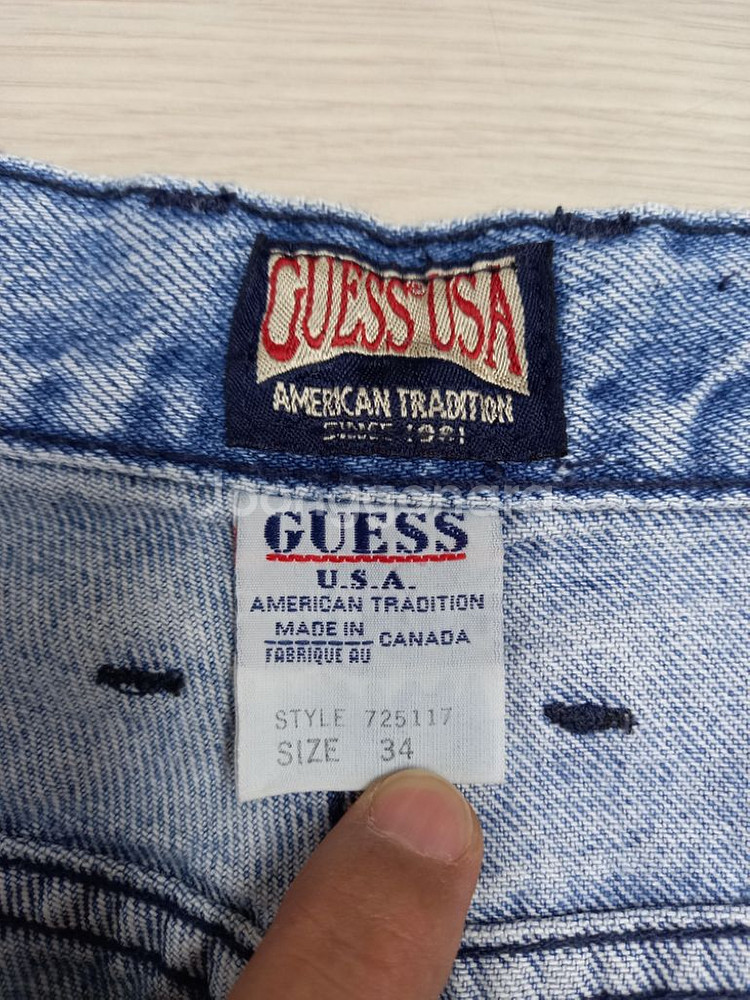 GUESS® USA
AMERICAN TRADITION
SINCE 1981
GUESS
U.S.A.
AMERICAN TRADITION
MADE IN
FABRIQUE AU
CANADA
STYLE 725117
SIZE 34